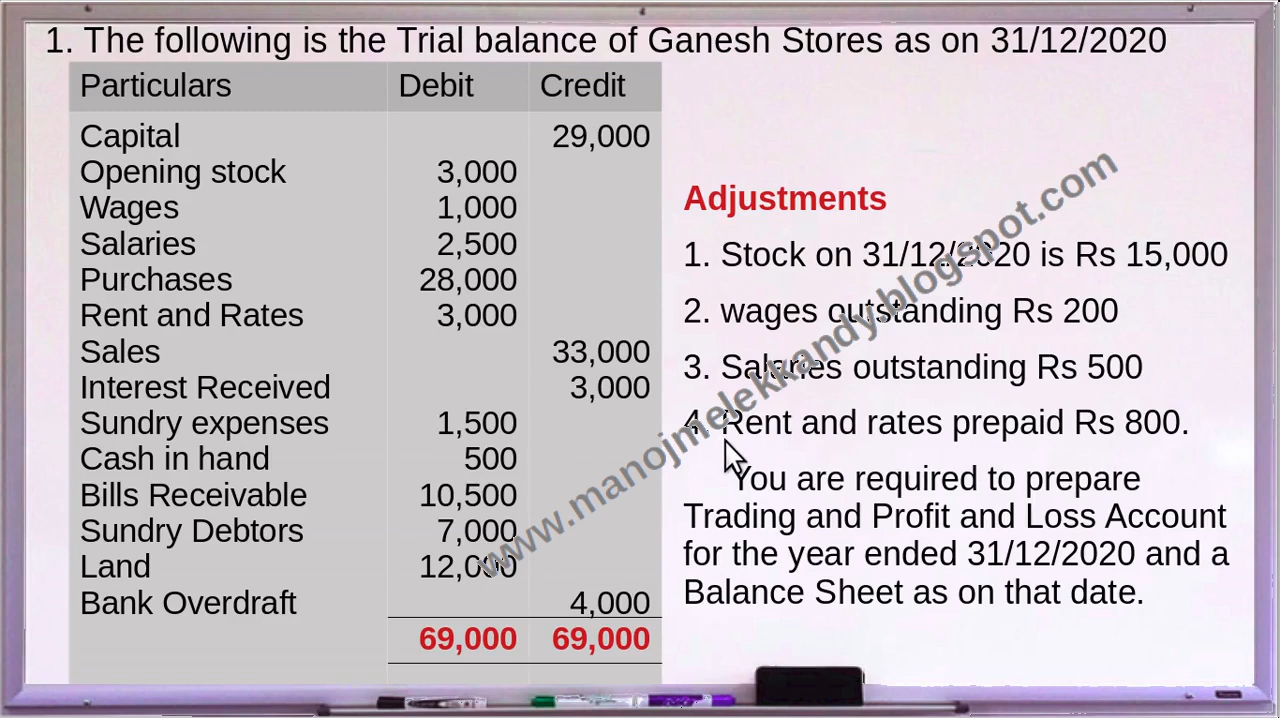 1. The following is the Trial balance of Ganesh Stores as on 31/12/2020
Particulars Debit Credit
Capital 29,000
Opening stock 3,000
Wages 1,000
Salaries 2,500
Purchases 28,000
Rent and Rates 3,000
Sales 33,000
Interest Received 3,000
Sundry expenses 1,500
Cash in hand 500
Bills Receivable 10,500
Sundry Debtors 7,000
Land 12,000
Bank Overdraft 4,000
69,000 69,000
Adjustments
1. Stock on 31/12/2020 is Rs 15,000
2. wages outstanding Rs 200
3. Salaries outstanding Rs 500
4. Rent and rates prepaid Rs 800.
You are required to prepare
Trading and Profit and Loss Account
for the year ended 31/12/2020 and a
Balance Sheet as on that date.
www.manojmelekkandy.blogspot.com